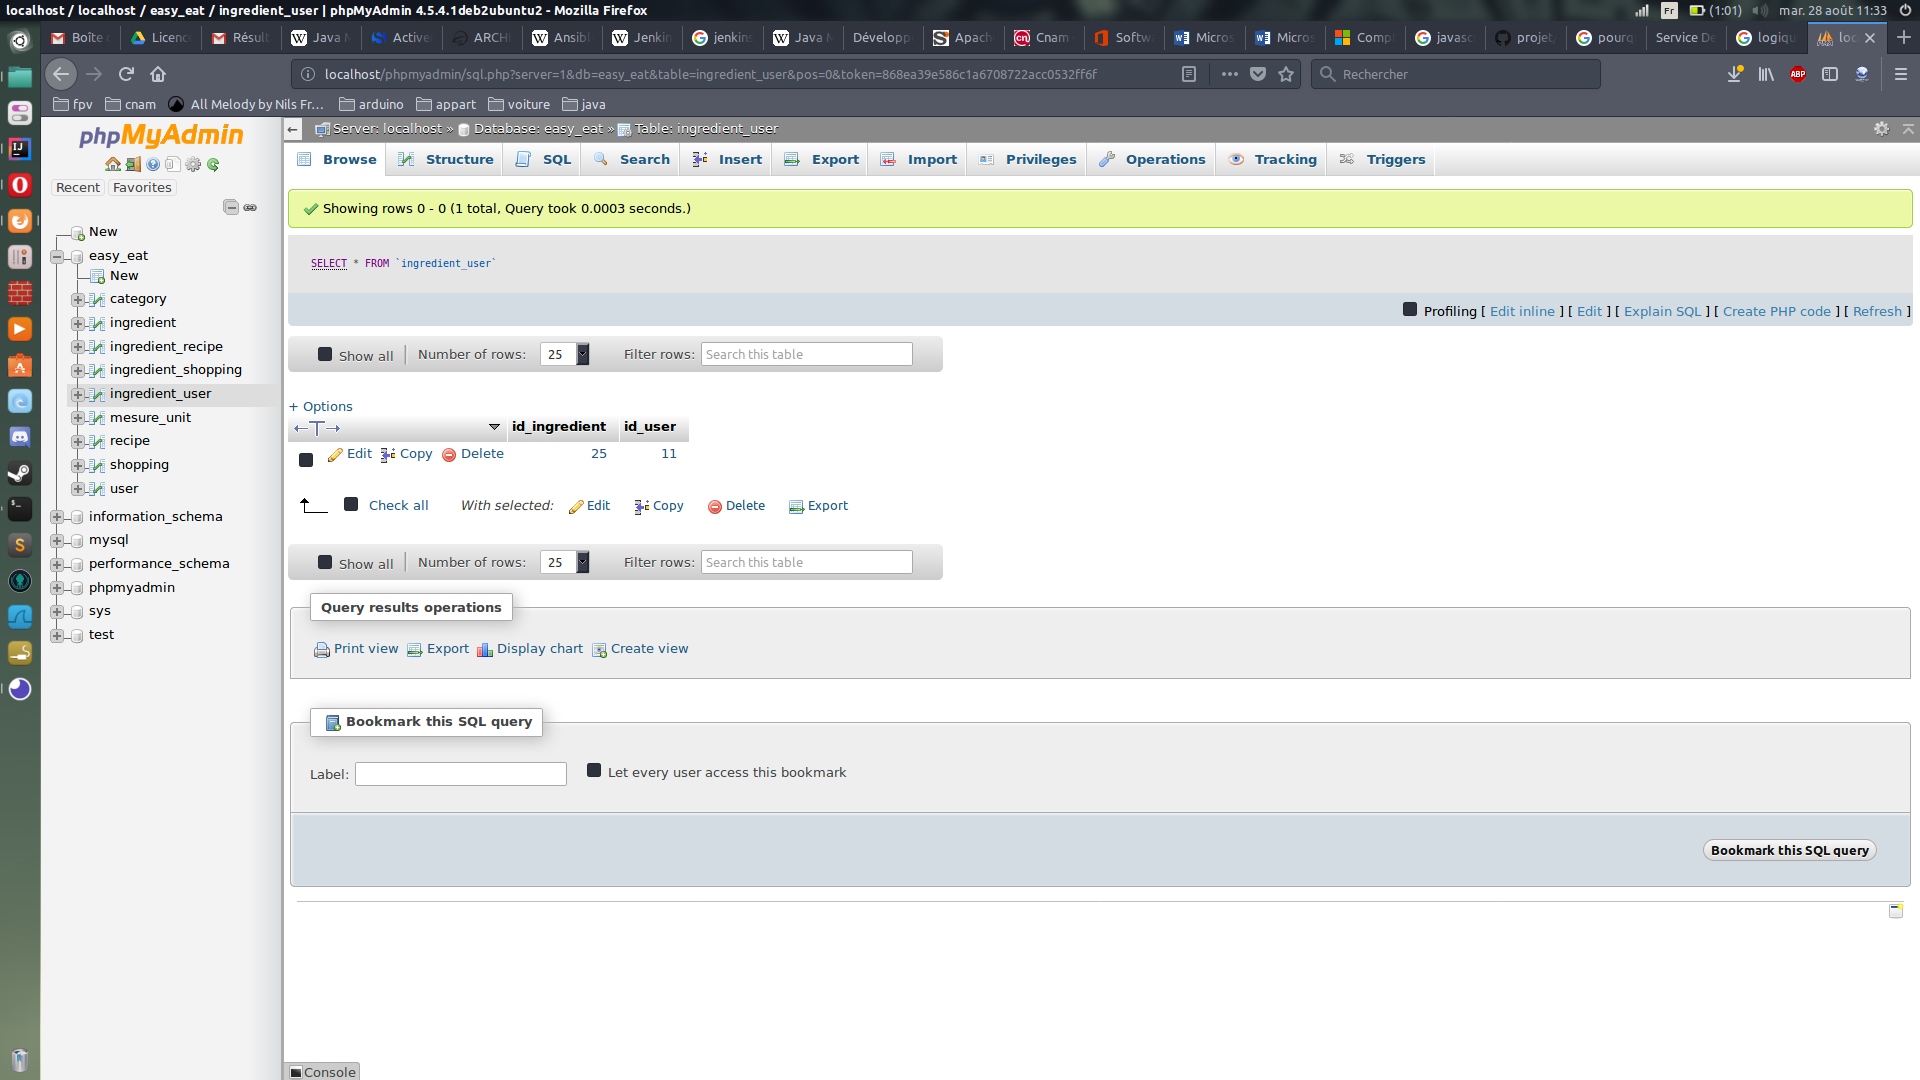 localhost / localhost / easy_eat / ingredient_user | phpMyAdmin 4.5.4.1deb2ubuntu2 - Mozilla Firefox
Fr (1:01) mar. 28 août 11:33
Boîte Licenc Résult Java Active ARCH Ansib Jenkin jenkins Java Développ Apach Cnam Softw Micros Micros Compl javasc projet pourq Service De logiqu loc
localhost/phpmyadmin/sql.php?server=1&db=easy_eat&table=ingredient_user&pos=0&token=868ea39e586c1a6708722acc0532ff6f
Rechercher
fpv cnam All Melody by Nils Fr... arduino appart voiture java
phpMyAdmin
Recent Favorites
New
easy_eat
New
category
ingredient
ingredient_recipe
ingredient_shopping
ingredient_user
mesure_unit
recipe
shopping
user
information_schema
mysql
performance_schema
phpmyadmin
sys
test
Server: localhost » Database: easy_eat » Table: ingredient_user
Browse Structure SQL Search Insert Export Import Privileges Operations Tracking Triggers
Showing rows 0 - 0 (1 total, Query took 0.0003 seconds.)
SELECT * FROM `ingredient_user`
Profiling [ Edit inline ] [ Edit ] [ Explain SQL ] [ Create PHP code ] [ Refresh ]
Show all Number of rows: 25 Filter rows: Search this table
+ Options
←T→ id_ingredient id_user
Edit Copy Delete 25 11
Check all With selected: Edit Copy Delete Export
Show all Number of rows: 25 Filter rows: Search this table
Query results operations
Print view Export Display chart Create view
Bookmark this SQL query
Label: Let every user access this bookmark
Bookmark this SQL query
Console